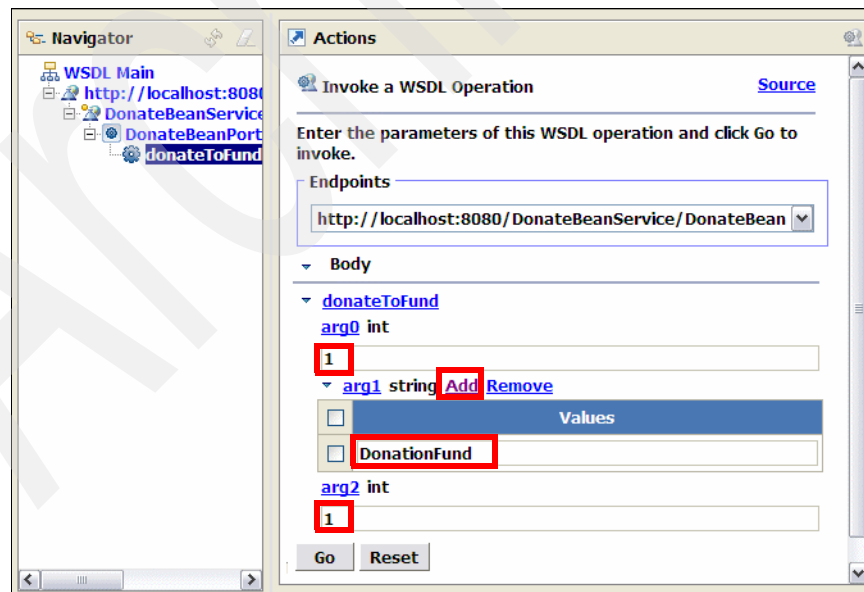 Navigator
WSDL Main
http://localhost:8080
DonateBeanService
DonateBeanPort
donateToFund
Actions
Invoke a WSDL Operation Source
Enter the parameters of this WSDL operation and click Go to
invoke.
Endpoints
http://localhost:8080/DonateBeanService/DonateBean
Body
donateToFund
arg0 int
1
arg1 string Add Remove
Values
DonationFund
arg2 int
1
Go Reset